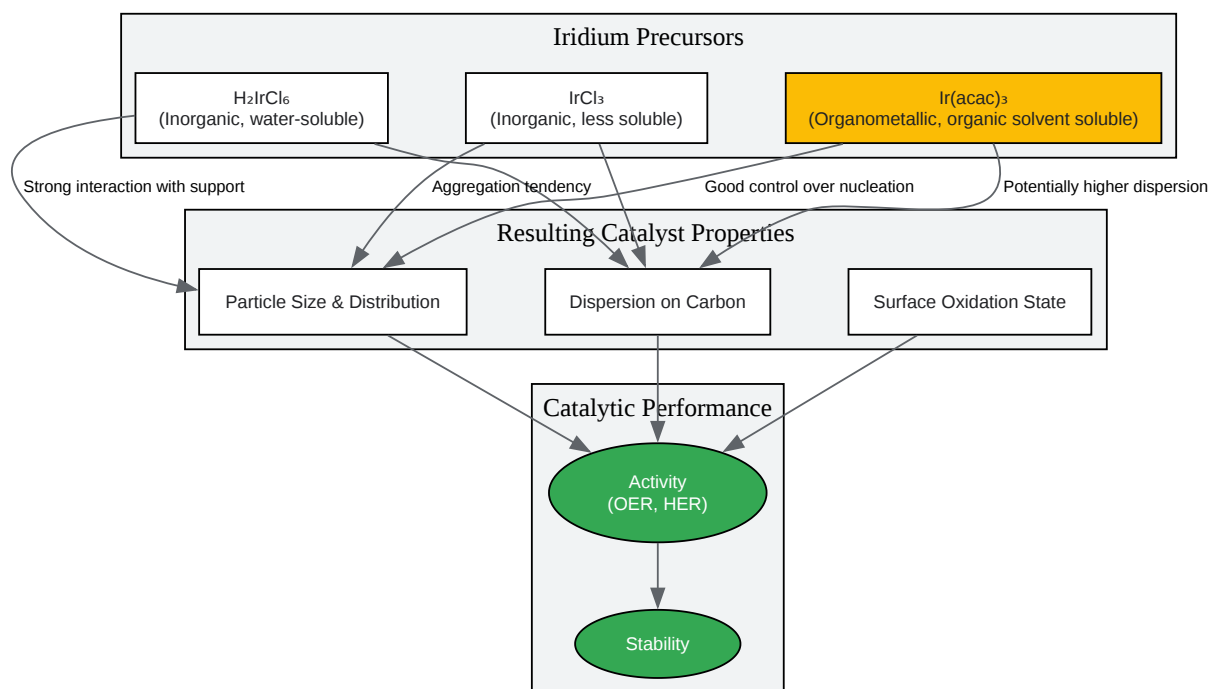 Iridium Precursors
H₂IrCl₆
(Inorganic, water-soluble)
IrCl₃
(Inorganic, less soluble)
Ir(acac)₃
(Organometallic, organic solvent soluble)
Strong interaction with support
Aggregation tendency
Good control over nucleation
Potentially higher dispersion
Resulting Catalyst Properties
Particle Size & Distribution
Dispersion on Carbon
Surface Oxidation State
Catalytic Performance
Activity
(OER, HER)
Stability